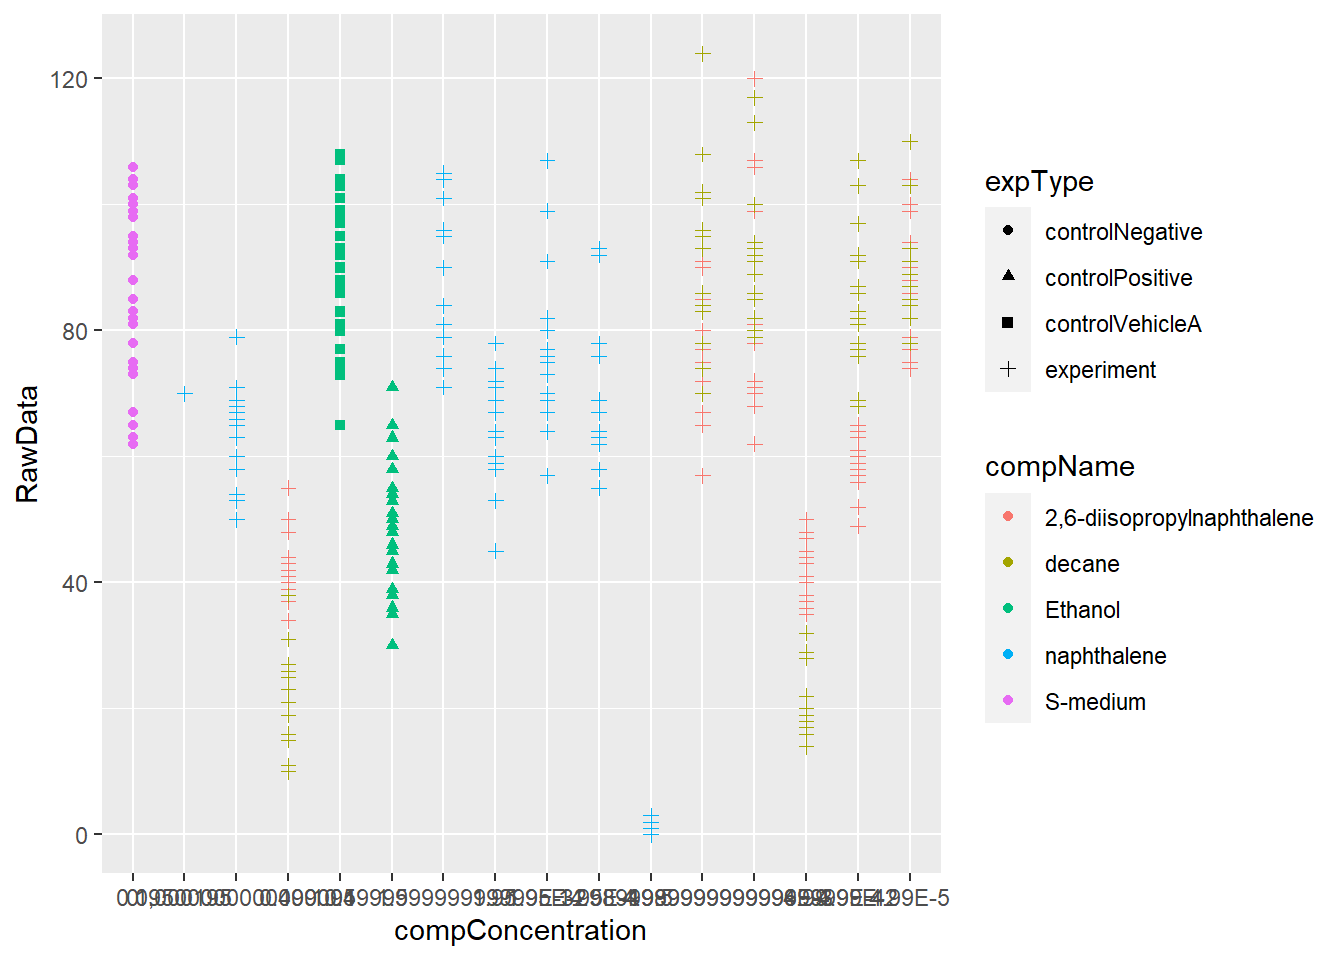 120
80
40
0
RawData
compConcentration
expType
controlNegative
controlPositive
controlVehicleA
experiment
compName
2,6-diisopropylnaphthalene
decane
Ethanol
naphthalene
S-medium